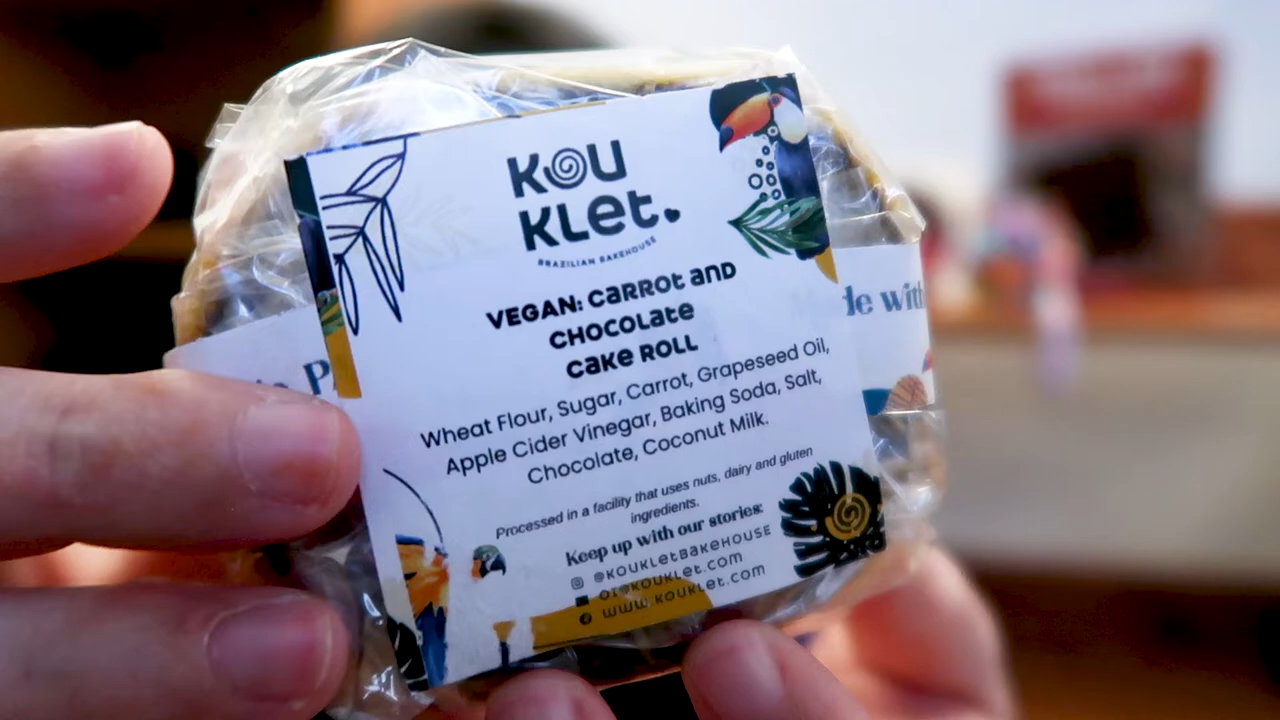 KOU
KLet.
BRAZILIAN BAKEHOUSE
VEGAN: CARROT AND
CHOCOLATE
CAKE ROLL
Wheat Flour, Sugar, Carrot, Grapeseed Oil,
Apple Cider Vinegar, Baking Soda, Salt,
Chocolate, Coconut Milk.
Processed in a facility that uses nuts, dairy and gluten
ingredients.
Keep up with our stories:
@KOUKLETBAKEHOUSE
OI@KOUKLET.COM
WWW.KOUKLET.COM
de with